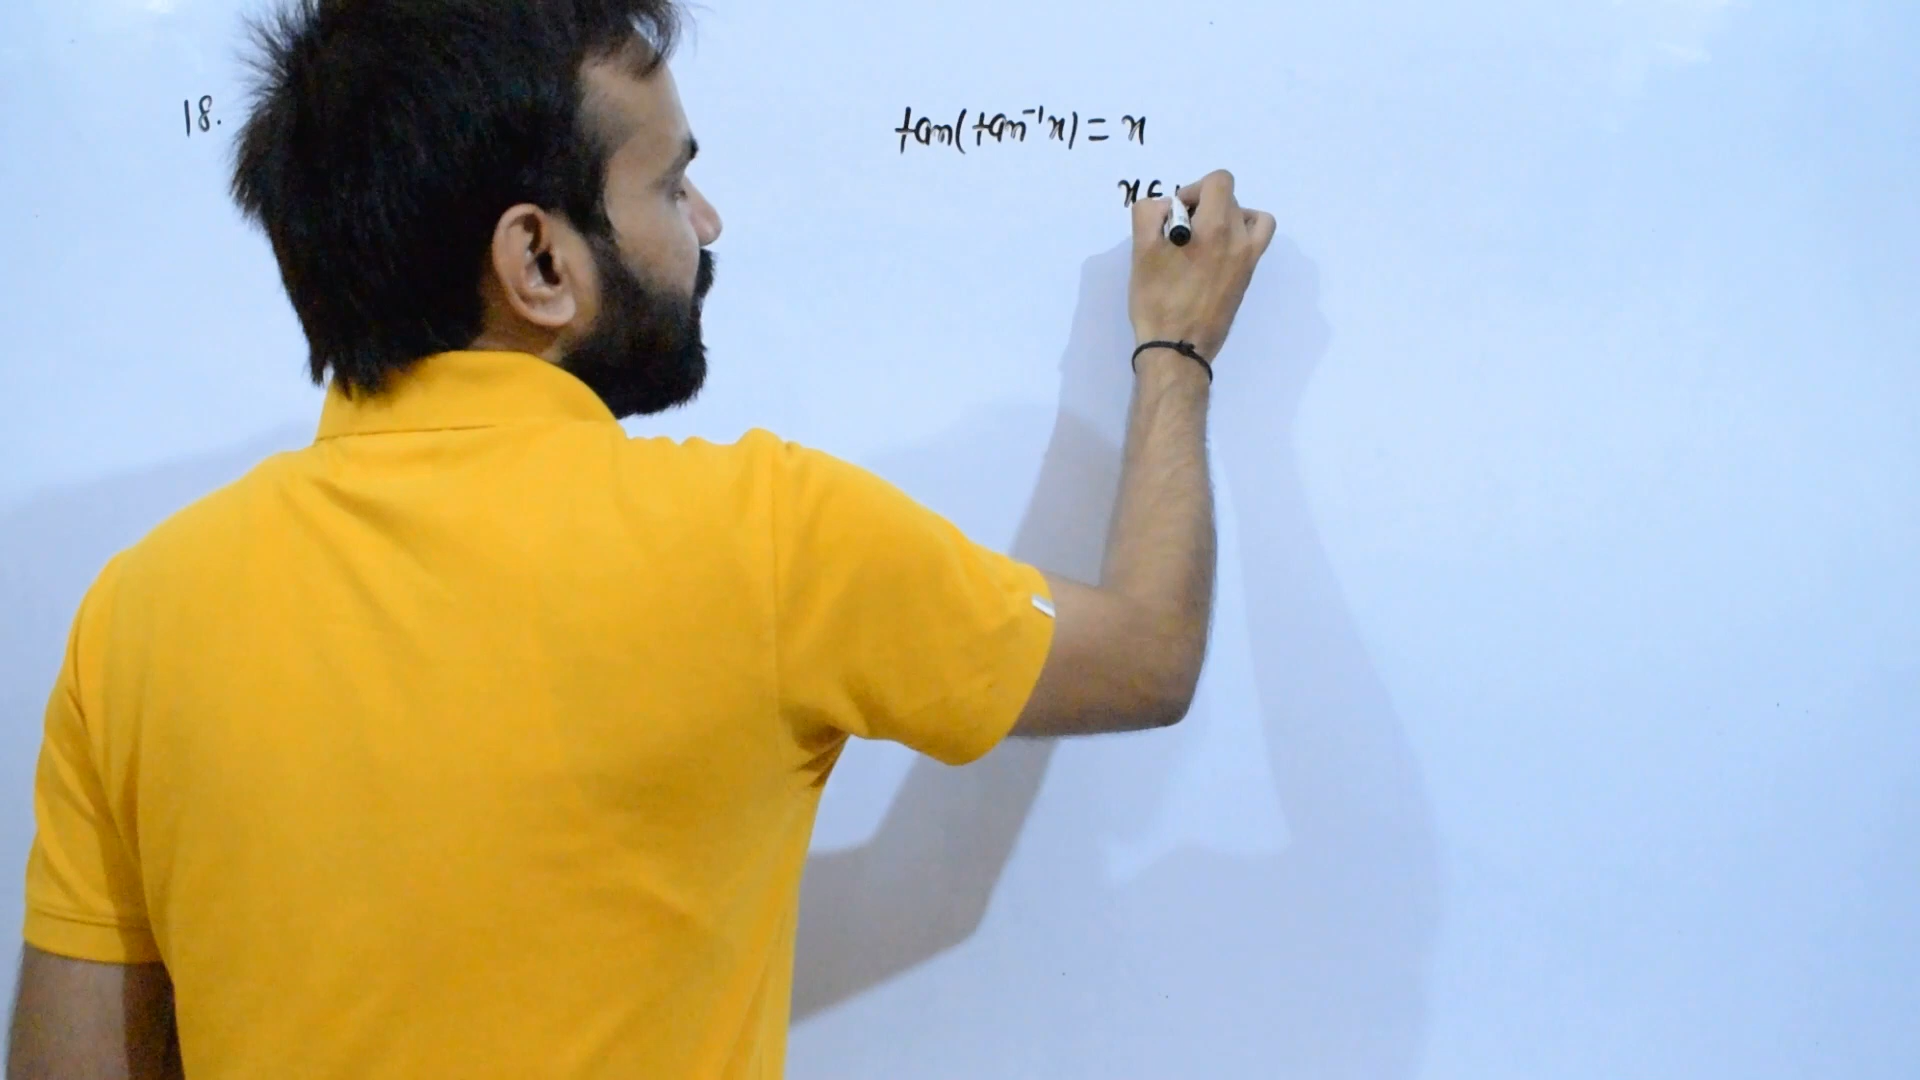 18.
tan(tan⁻¹x) = x
x ∈